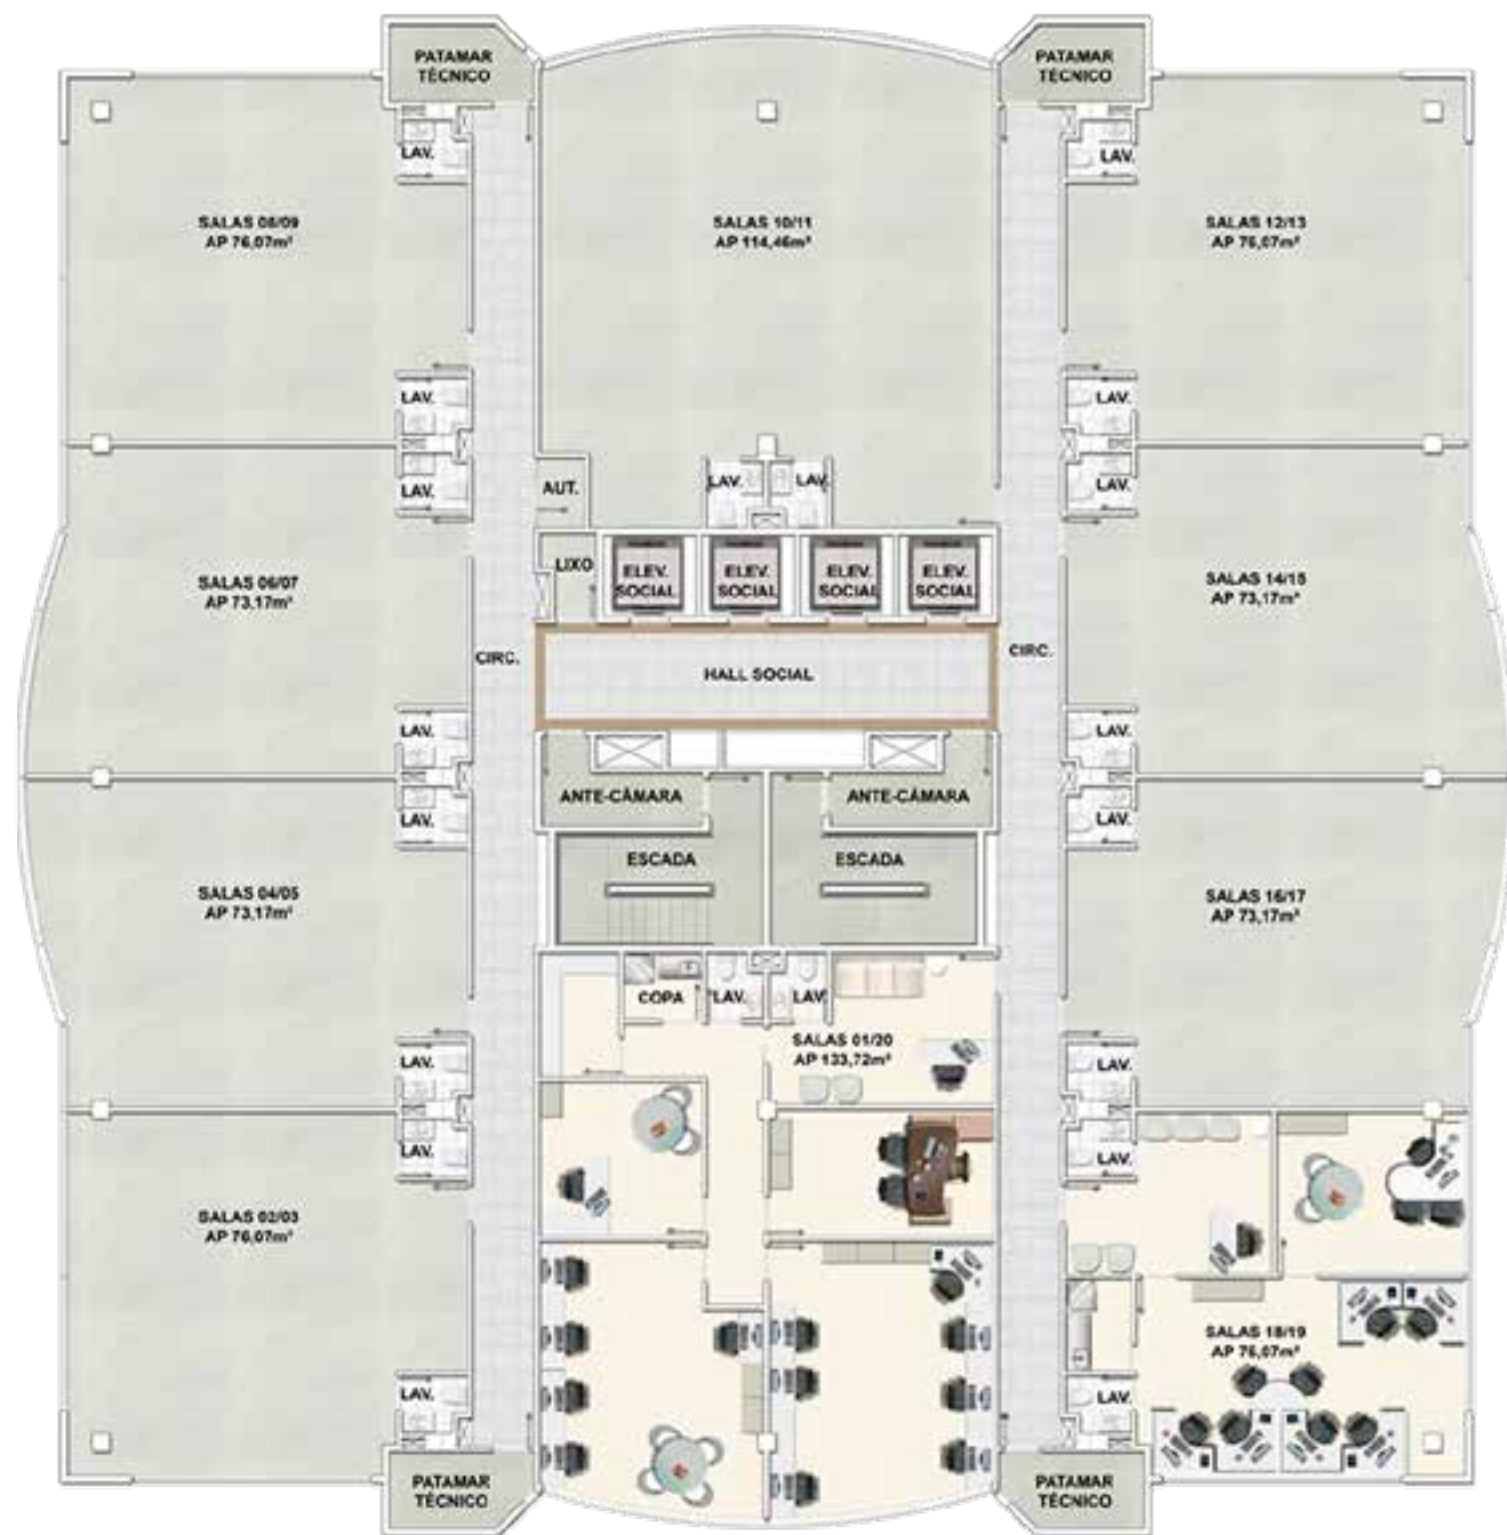 PATAMAR
TÉCNICO
PATAMAR
TÉCNICO
LAV.
LAV.
SALAS 08/09
AP 76,07m²
SALAS 10/11
AP 114,46m²
SALAS 12/13
AP 76,07m²
LAV.
LAV.
LAV.
AUT.
LAV.
LAV.
LAV.
LIXO
ELEV.
SOCIAL
ELEV.
SOCIAL
ELEV.
SOCIAL
ELEV.
SOCIAL
SALAS 06/07
AP 73,17m²
SALAS 14/15
AP 73,17m²
CIRC.
HALL SOCIAL
CIRC.
LAV.
LAV.
ANTE-CÂMARA
ANTE-CÂMARA
LAV.
LAV.
ESCADA
ESCADA
SALAS 04/05
AP 73,17m²
SALAS 16/17
AP 73,17m²
COPA
LAV.
LAV
SALAS 01/20
AP 133,72m²
LAV.
LAV.
LAV.
LAV.
SALAS 02/03
AP 76,07m²
SALAS 18/19
AP 76,07m²
LAV.
LAV.
PATAMAR
TÉCNICO
PATAMAR
TÉCNICO